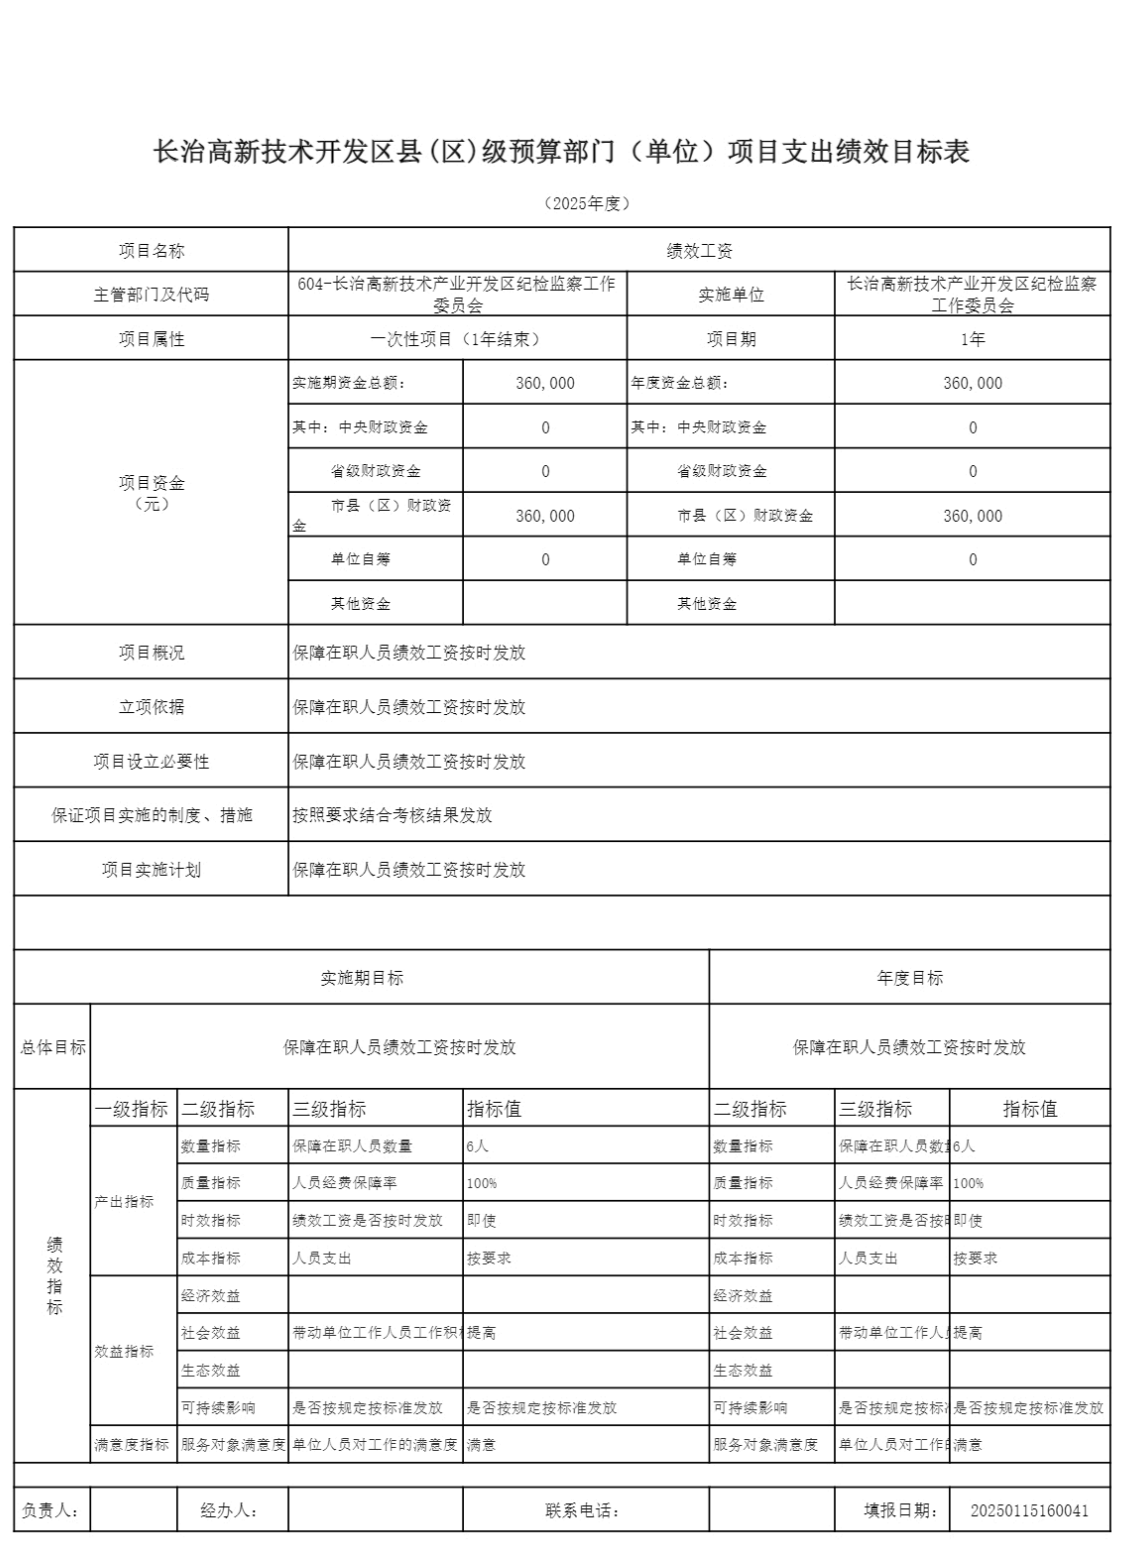 长治高新技术开发区县(区)级预算部门（单位）项目支出绩效目标表
（2025年度）
项目名称 绩效工资
主管部门及代码 604-长治高新技术产业开发区纪检监察工作
委员会 实施单位 长治高新技术产业开发区纪检监察
工作委员会
项目属性 一次性项目（1年结束） 项目期 1年
项目资金
（元）
实施期资金总额： 360,000 年度资金总额： 360,000
其中：中央财政资金 0 其中：中央财政资金 0
省级财政资金 0 省级财政资金 0
市县（区）财政资
金 360,000 市县（区）财政资金 360,000
单位自筹 0 单位自筹 0
其他资金 其他资金
项目概况 保障在职人员绩效工资按时发放
立项依据 保障在职人员绩效工资按时发放
项目设立必要性 保障在职人员绩效工资按时发放
保证项目实施的制度、措施 按照要求结合考核结果发放
项目实施计划 保障在职人员绩效工资按时发放
实施期目标 年度目标
总体目标 保障在职人员绩效工资按时发放 保障在职人员绩效工资按时发放
绩
效
指
标
一级指标 二级指标 三级指标 指标值 二级指标 三级指标 指标值
产出指标
数量指标 保障在职人员数量 6人 数量指标 保障在职人员数 6人
质量指标 人员经费保障率 100% 质量指标 人员经费保障率 100%
时效指标 绩效工资是否按时发放 即使 时效指标 绩效工资是否按 即使
成本指标 人员支出 按要求 成本指标 人员支出 按要求
效益指标
经济效益 经济效益
社会效益 带动单位工作人员工作积 提高 社会效益 带动单位工作人 提高
生态效益 生态效益
可持续影响 是否按规定按标准发放 是否按规定按标准发放 可持续影响 是否按规定按标 是否按规定按标准发放
满意度指标 服务对象满意度 单位人员对工作的满意度 满意 服务对象满意度 单位人员对工作 满意
负责人： 经办人： 联系电话： 填报日期： 20250115160041